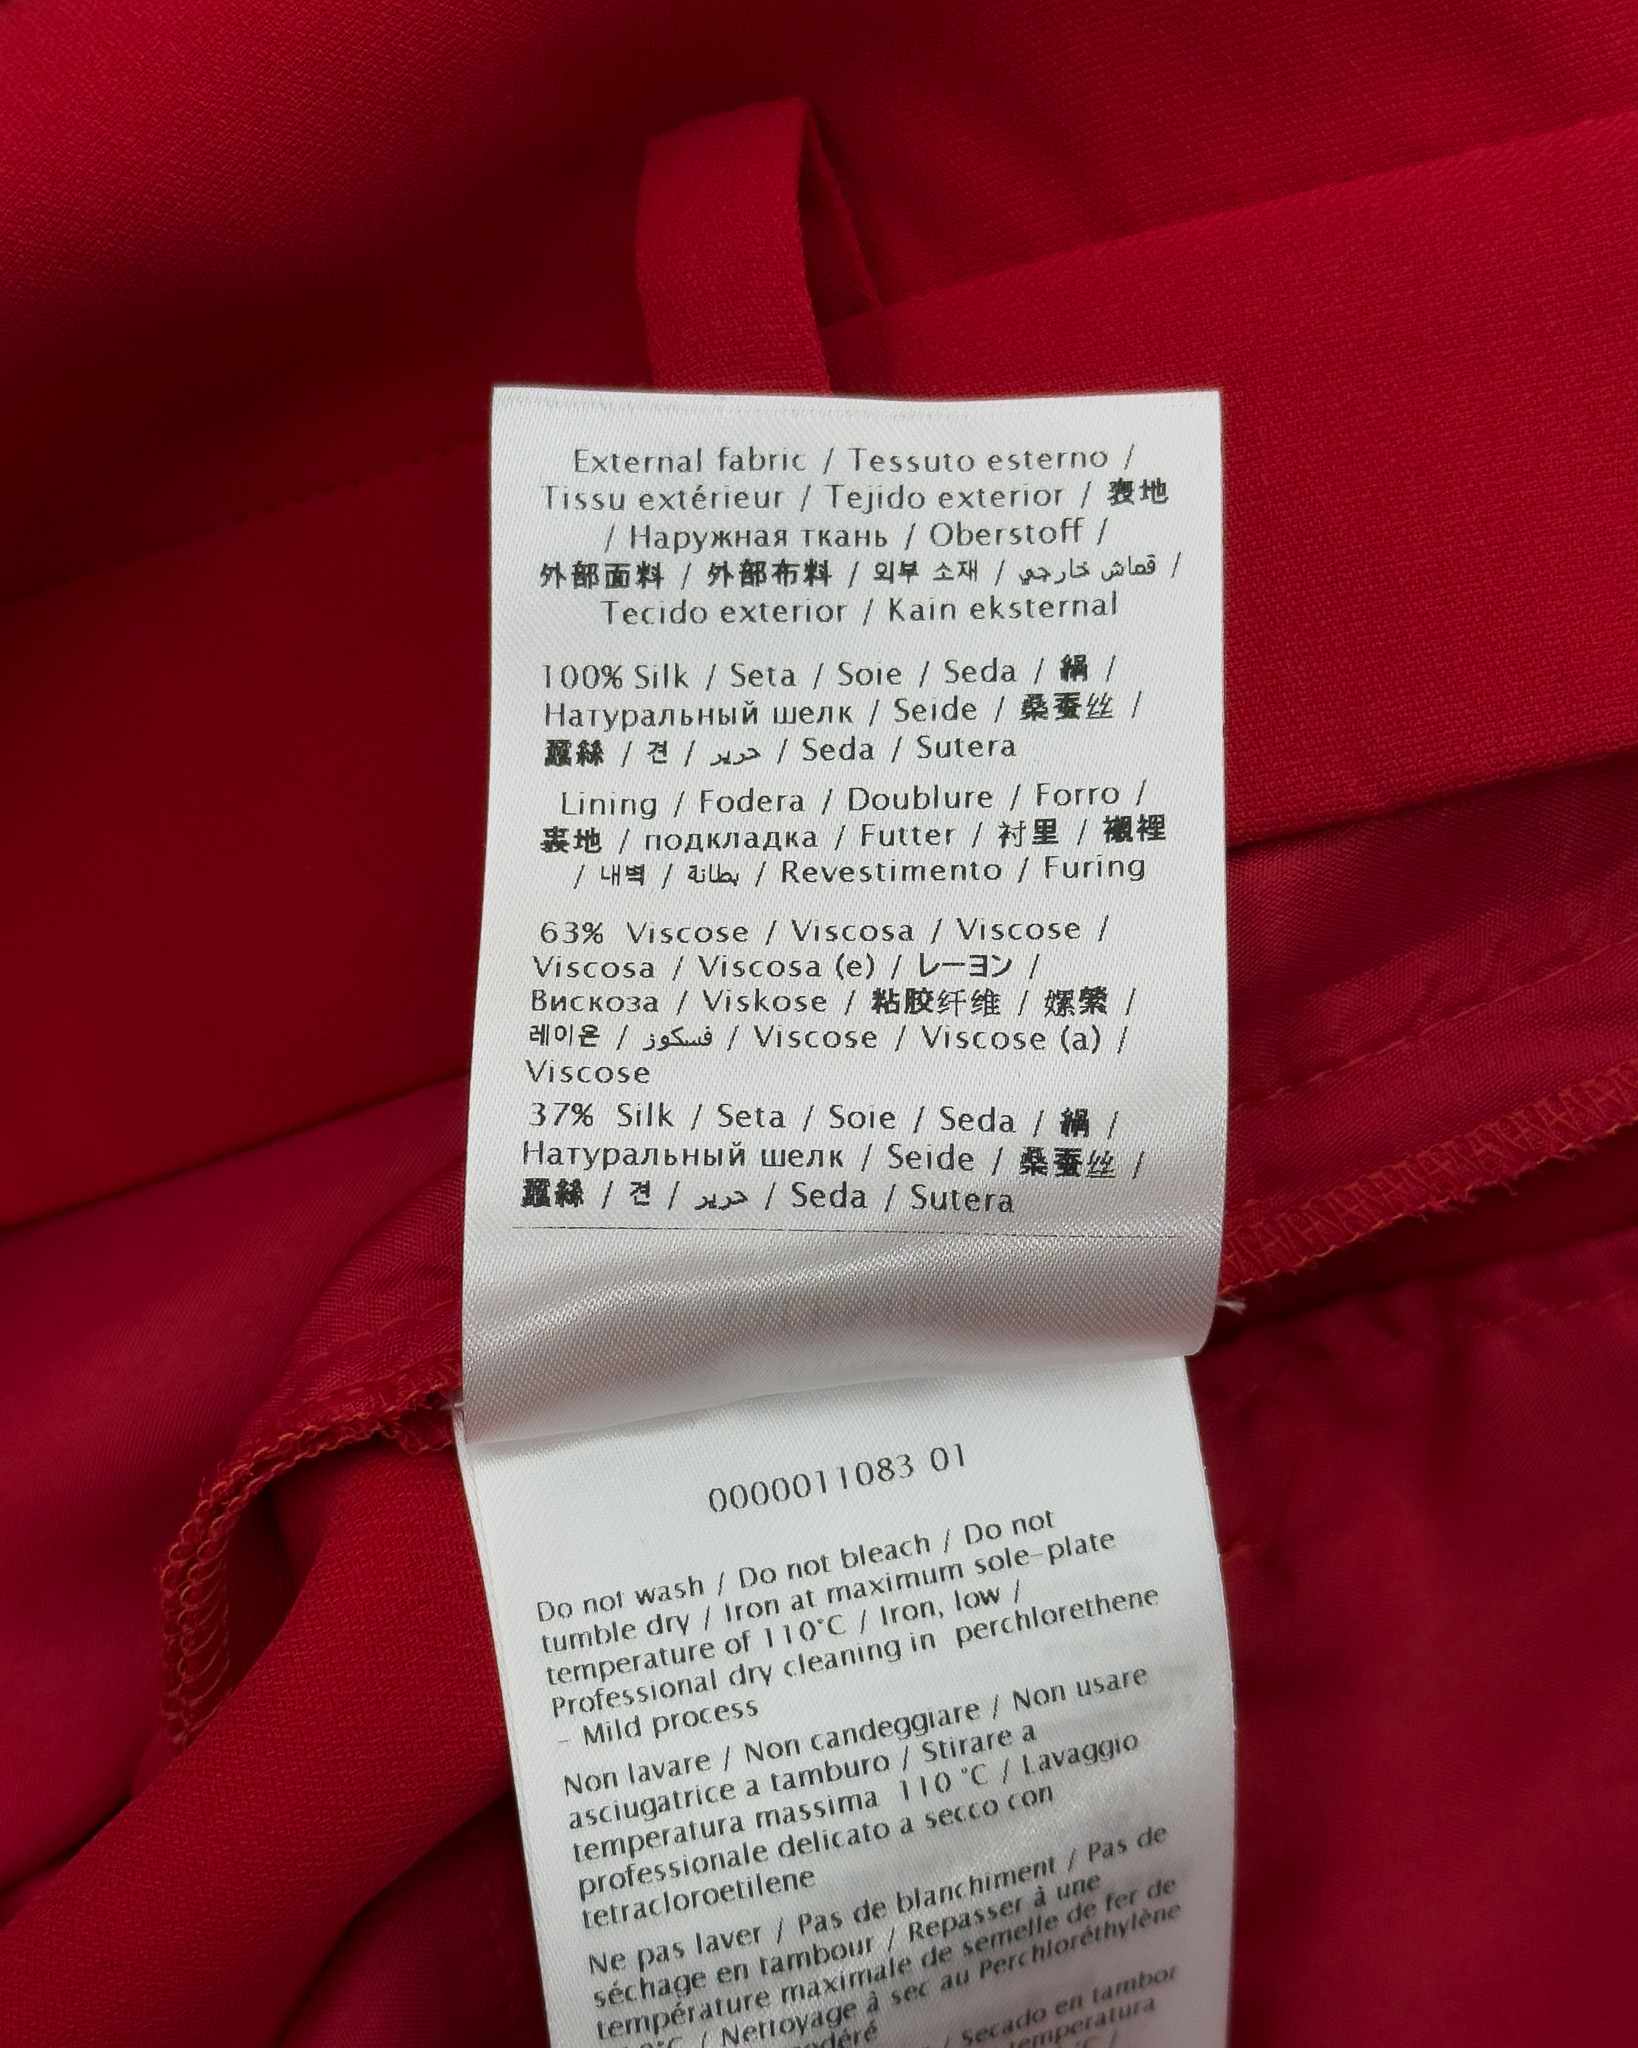 External fabric / Tessuto esterno /
Tissu extérieur / Tejido exterior / 表地
/ Наружная ткань / Oberstoff /
外部面料 / 外部布料 / 외부 소재 / قماش خارجي /
Tecido exterior / Kain eksternal
100% Silk / Seta / Soie / Seda / 絹 /
Натуральный шелк / Seide / 桑蚕丝 /
蠶絲 / 견 / حرير / Seda / Sutera
Lining / Fodera / Doublure / Forro /
裏地 / подкладка / Futter / 衬里 / 襯裡
/ 내벽 / بطانة / Revestimento / Furing
63% Viscose / Viscosa / Viscose /
Viscosa / Viscosa (e) / レーヨン /
Вискоза / Viskose / 粘胶纤维 / 嫘縈 /
레이온 / فسكوز / Viscose / Viscose (a) /
Viscose
37% Silk / Seta / Soie / Seda / 絹 /
Натуральный шелк / Seide / 桑蚕丝 /
蠶絲 / 견 / حرير / Seda / Sutera
0000011083 01
Do not wash / Do not bleach / Do not
tumble dry / Iron at maximum sole-plate
temperature of 110°C / Iron, low /
Professional dry cleaning in perchlorethene
- Mild process
Non lavare / Non candeggiare / Non usare
asciugatrice a tamburo / Stirare a
temperatura massima 110 °C / Lavaggio
professionale delicato a secco con
tetracloroetilene
Ne pas laver / Pas de blanchiment / Pas de
séchage en tambour / Repasser à une
température maximale de semelle de fer de
/ Nettoyage à sec au Perchloréthylène
/ Secado en tambor
temperatura